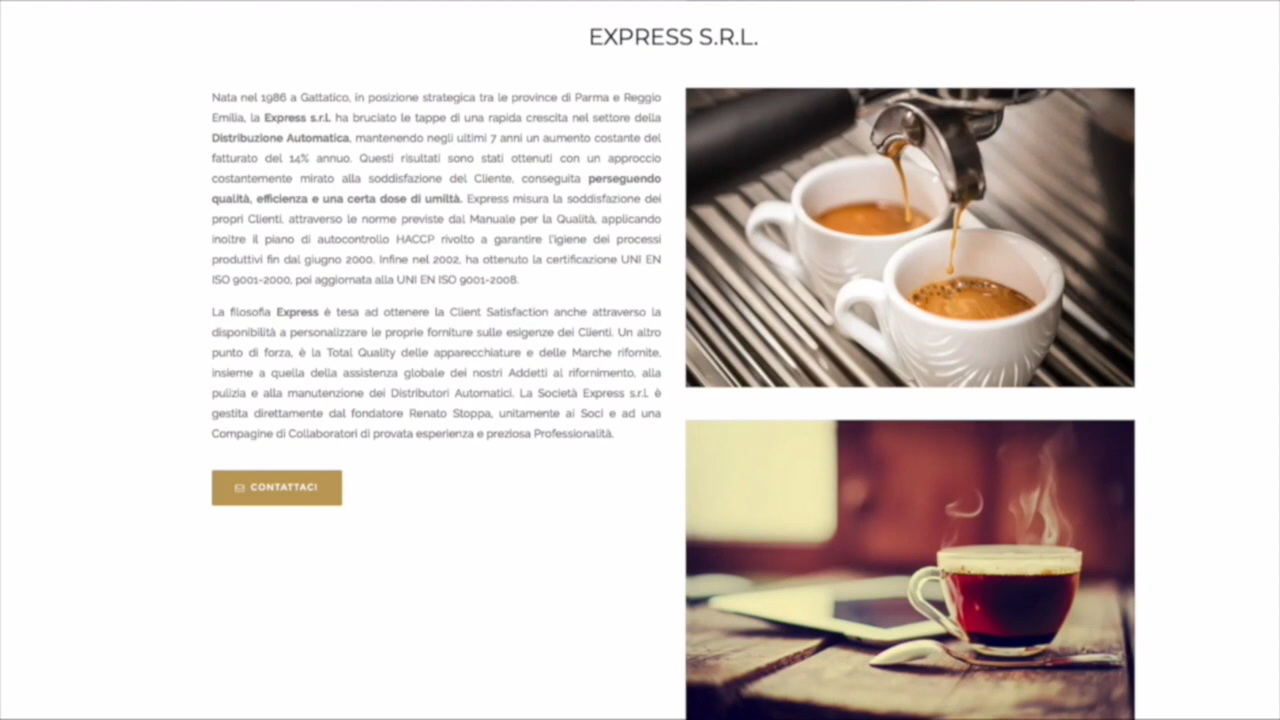 EXPRESS S.R.L.
Nata nel 1986 a Gattatico, in posizione strategica tra le province di Parma e Reggio
Emilia, la Express s.r.l. ha bruciato le tappe di una rapida crescita nel settore della
Distribuzione Automatica, mantenendo negli ultimi 7 anni un aumento costante del
fatturato del 14% annuo. Questi risultati sono stati ottenuti con un approccio
costantemente mirato alla soddisfazione del Cliente, conseguita perseguendo
qualità, efficienza e una certa dose di umiltà. Express misura la soddisfazione dei
propri Clienti, attraverso le norme previste dal Manuale per la Qualità, applicando
inoltre il piano di autocontrollo HACCP rivolto a garantire l'igiene dei processi
produttivi fin dal giugno 2000. Infine nel 2002, ha ottenuto la certificazione UNI EN
ISO 9001-2000, poi aggiornata alla UNI EN ISO 9001-2008.
La filosofia Express è tesa ad ottenere la Client Satisfaction anche attraverso la
disponibilità a personalizzare le proprie forniture sulle esigenze dei Clienti. Un altro
punto di forza, è la Total Quality delle apparecchiature e delle Marche rifornite,
insieme a quella della assistenza globale dei nostri Addetti al rifornimento, alla
pulizia e alla manutenzione dei Distributori Automatici. La Società Express s.r.l. è
gestita direttamente dal fondatore Renato Stoppa, unitamente ai Soci e ad una
Compagine di Collaboratori di provata esperienza e preziosa Professionalità.
CONTATTACI